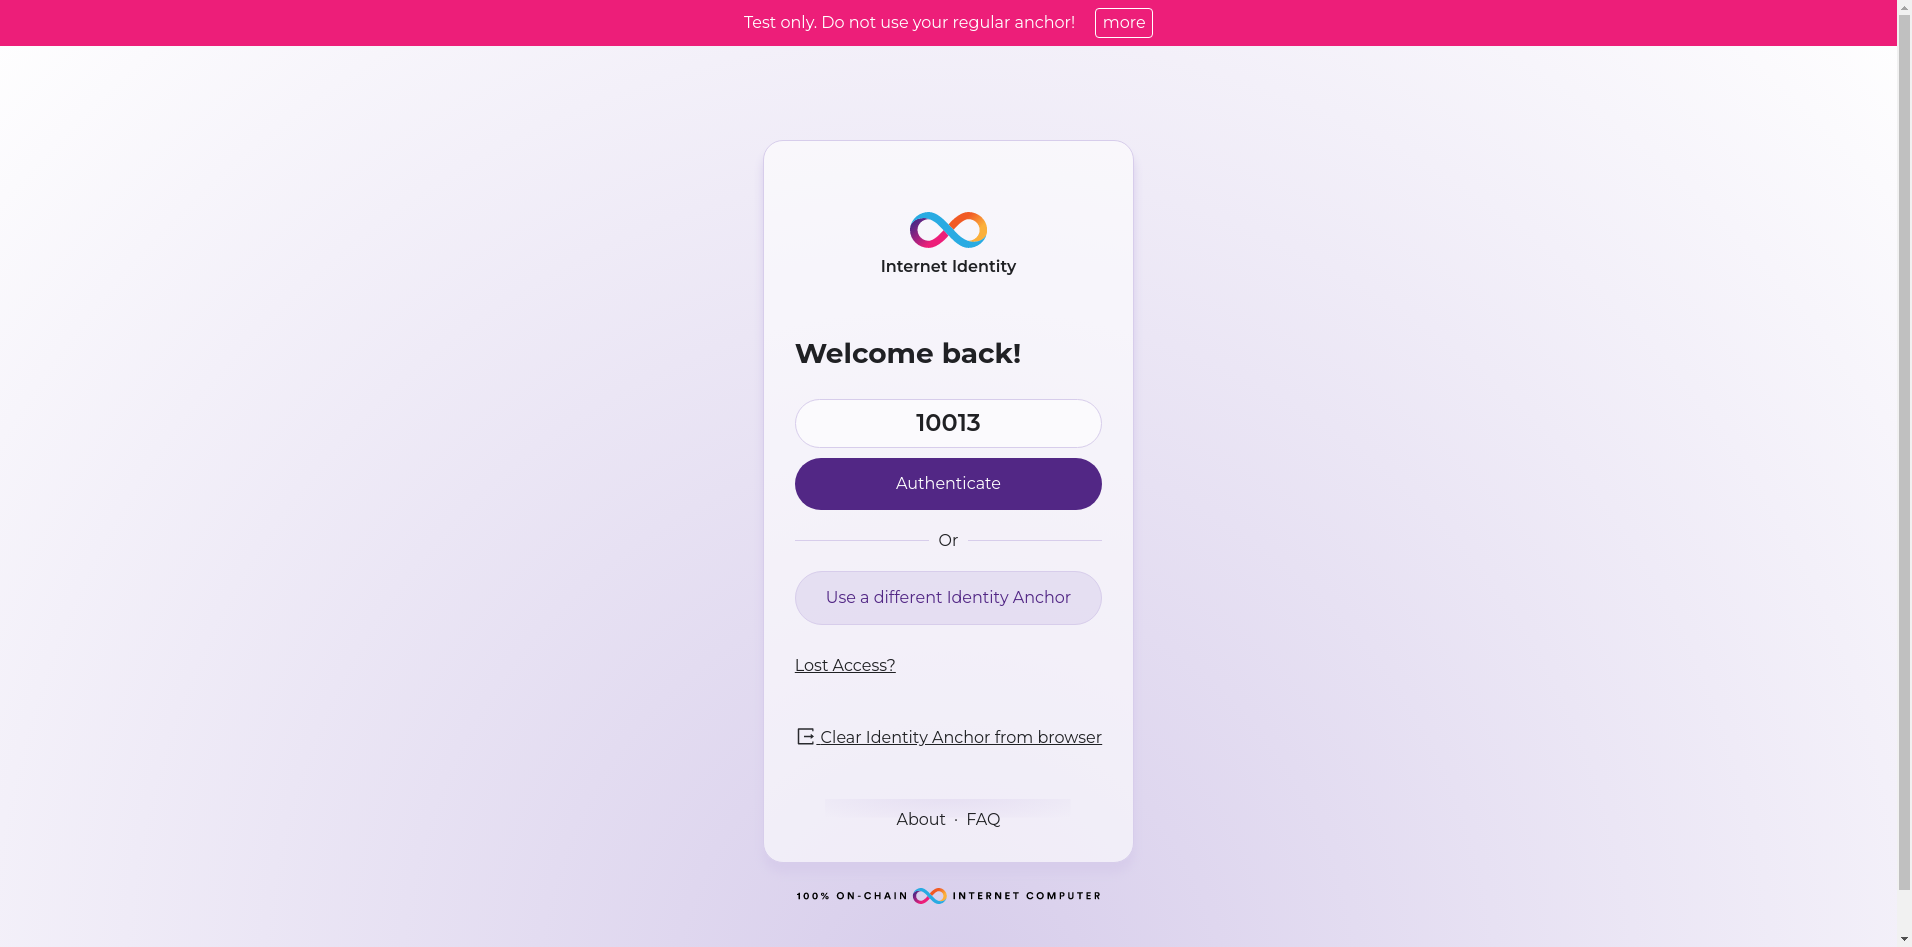 Test only. Do not use your regular anchor! more
Internet Identity
Welcome back!
10013
Authenticate
Or
Use a different Identity Anchor
Lost Access?
Clear Identity Anchor from browser
About · FAQ
100% ON-CHAIN INTERNET COMPUTER